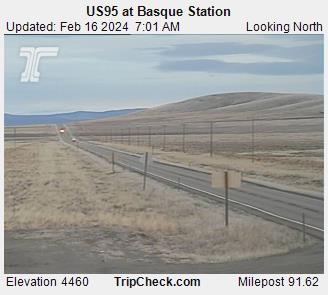 US95 at Basque Station
Updated: Feb 16 2024 7:01 AM Looking North
Elevation 4460 TripCheck.com Milepost 91.62